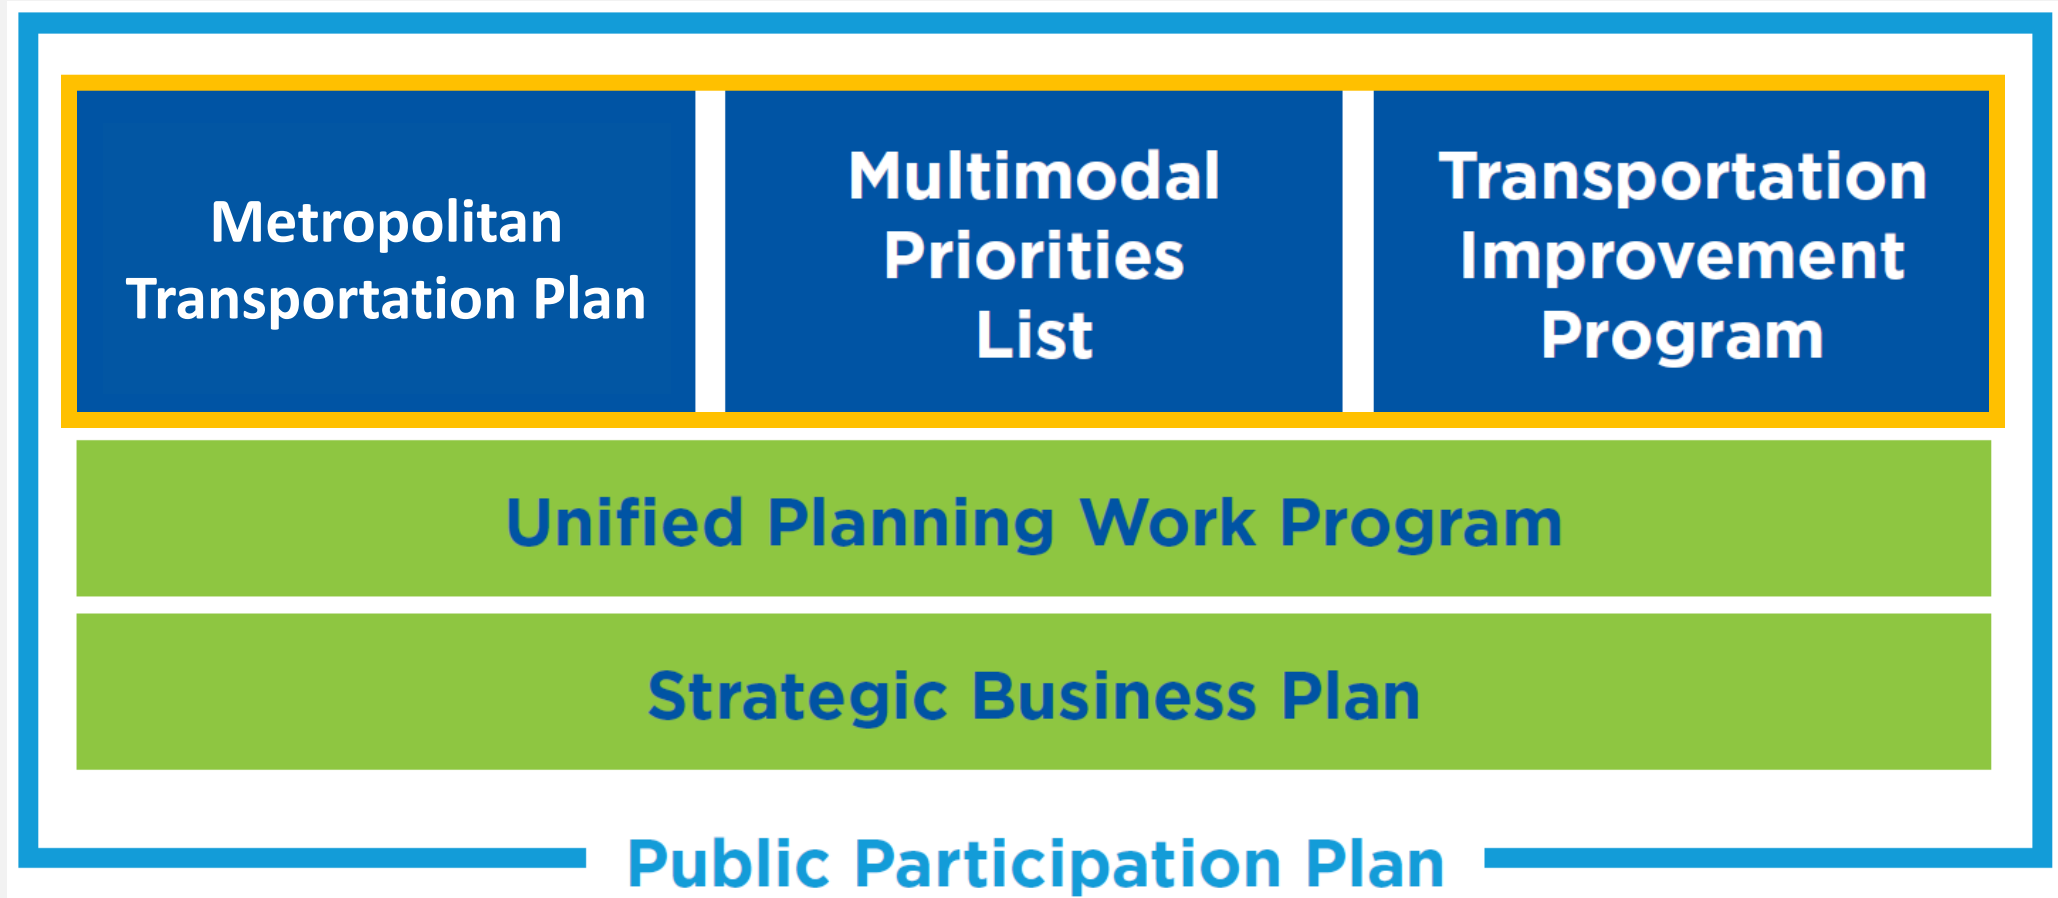 Metropolitan
Transportation Plan
Multimodal
Priorities
List
Transportation
Improvement
Program
Unified Planning Work Program
Strategic Business Plan
Public Participation Plan